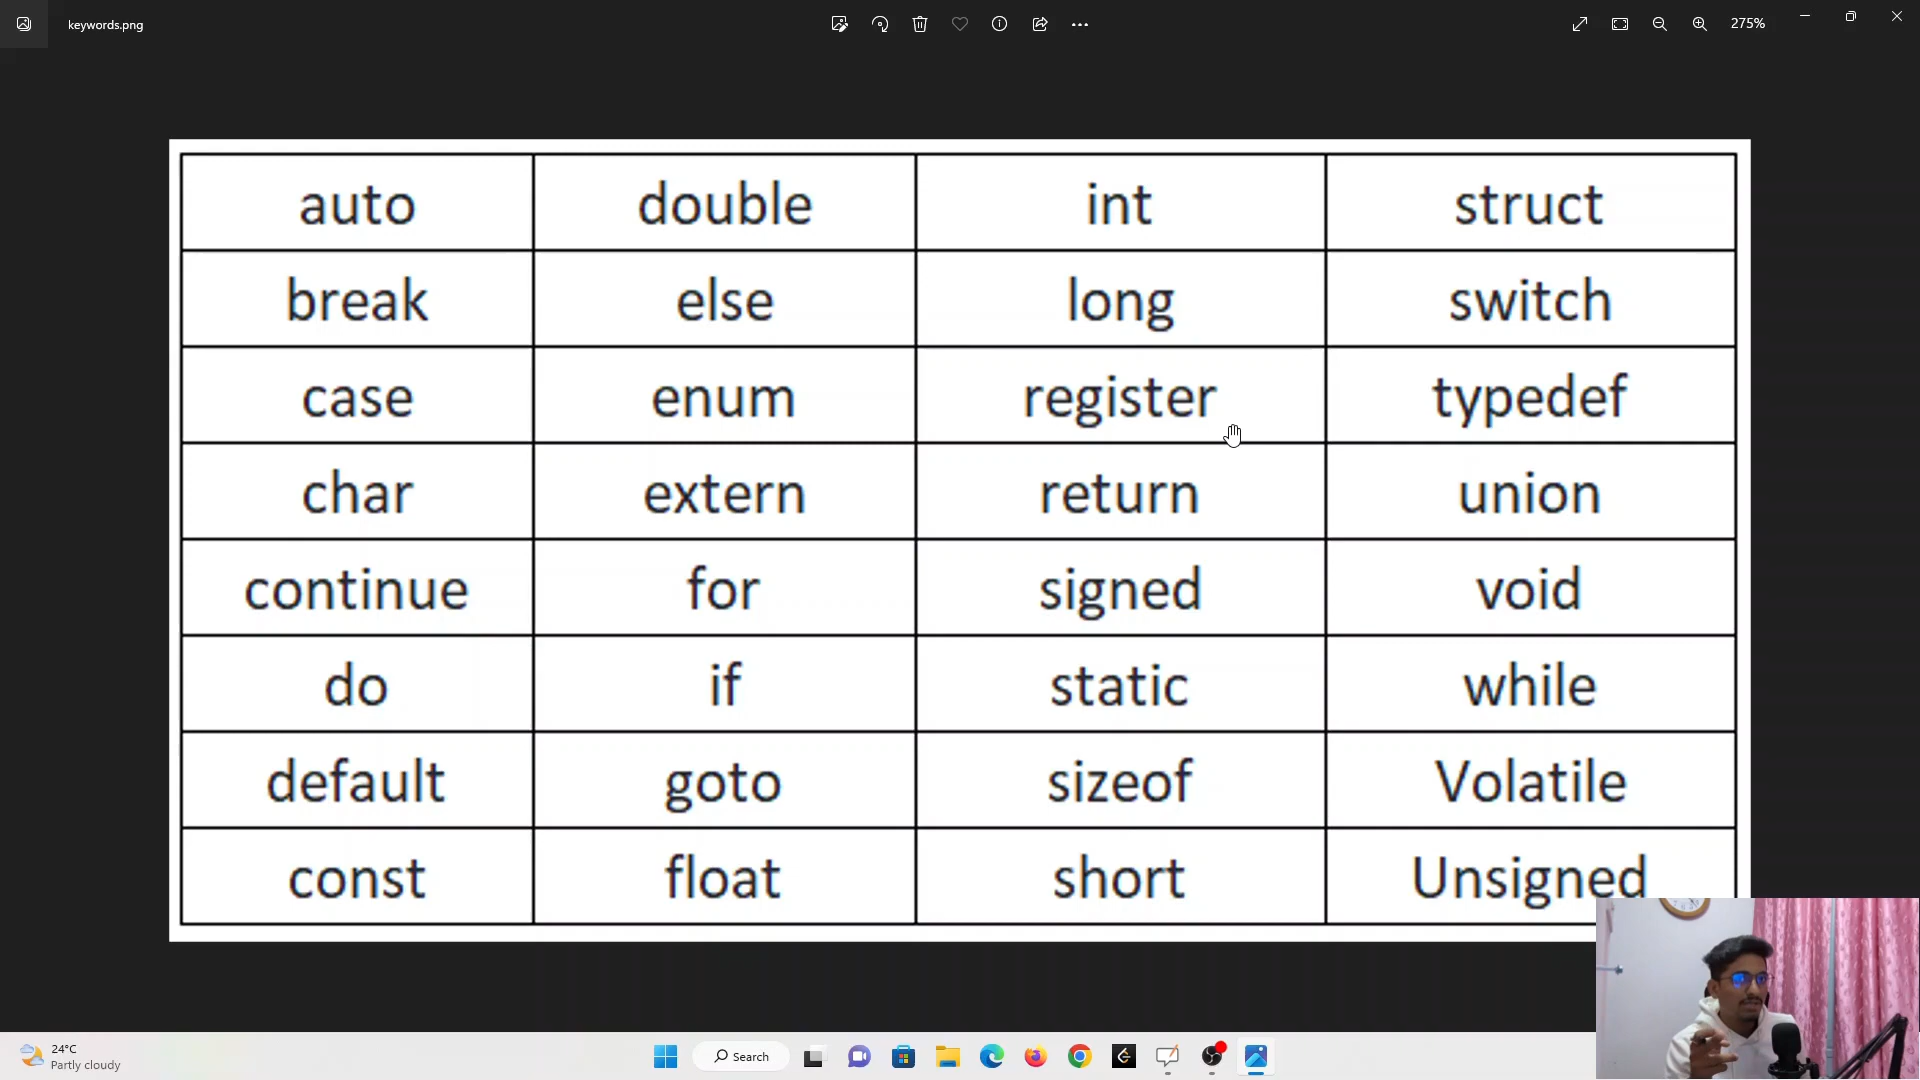 keywords.png
275%
auto double int struct
break else long switch
case enum register typedef
char extern return union
continue for signed void
do if static while
default goto sizeof Volatile
const float short Unsigned
24°C
Partly cloudy
Search